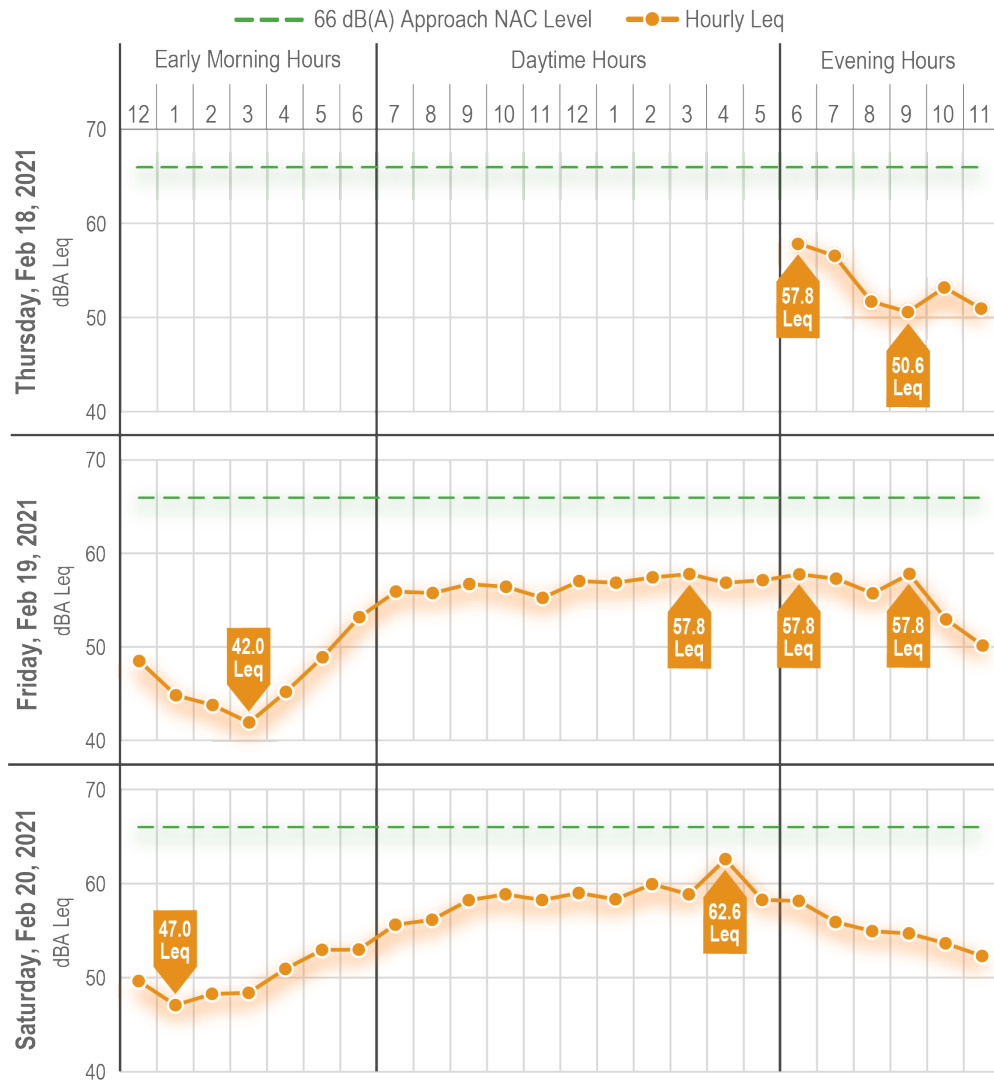 66 dB(A) Approach NAC Level Hourly Leq
Early Morning Hours Daytime Hours Evening Hours
12 1 2 3 4 5 6 7 8 9 10 11 12 1 2 3 4 5 6 7 8 9 10 11
Thursday, Feb 18, 2021
dBA Leq
70
60
50
40
57.8
Leq
50.6
Leq
Friday, Feb 19, 2021
dBA Leq
70
60
50
40
42.0
Leq
57.8
Leq
57.8
Leq
57.8
Leq
Saturday, Feb 20, 2021
dBA Leq
70
60
50
40
47.0
Leq
62.6
Leq